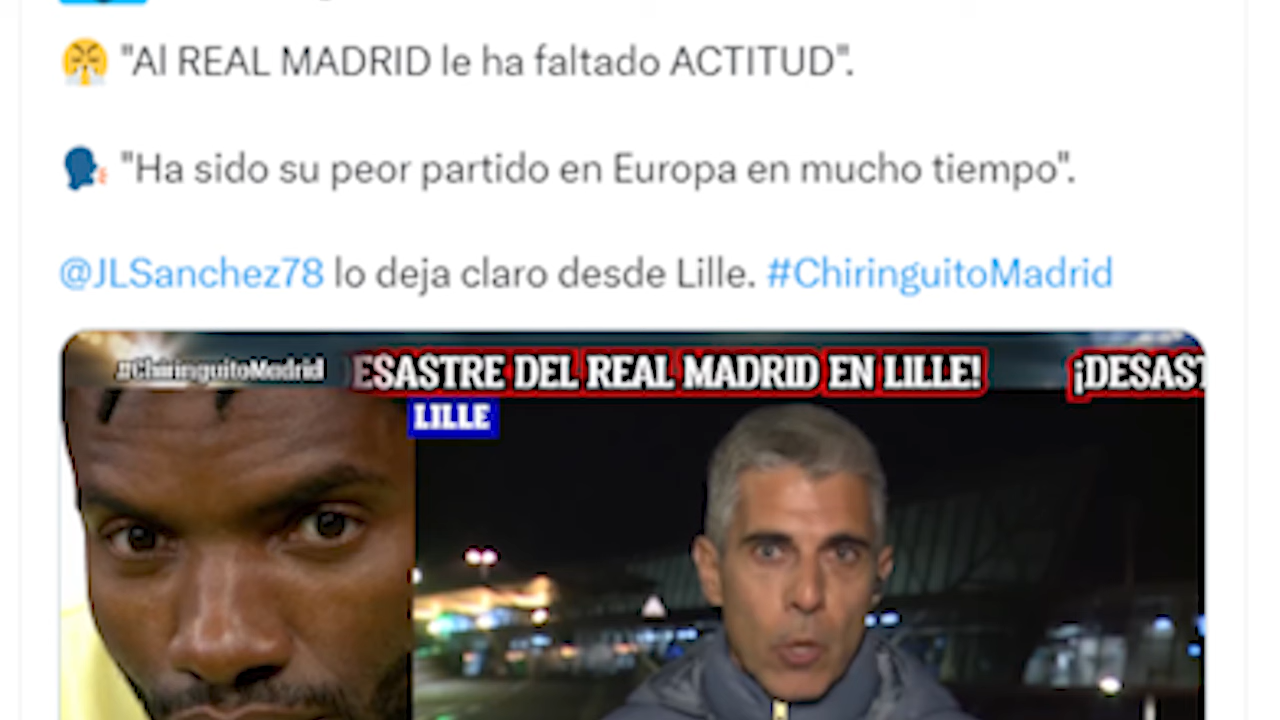 "Al REAL MADRID le ha faltado ACTITUD".
"Ha sido su peor partido en Europa en mucho tiempo".
@JLSanchez78 lo deja claro desde Lille. #ChiringuitoMadrid
#ChiringuitoMadrid ESASTRE DEL REAL MADRID EN LILLE! ¡DESAST
LILLE